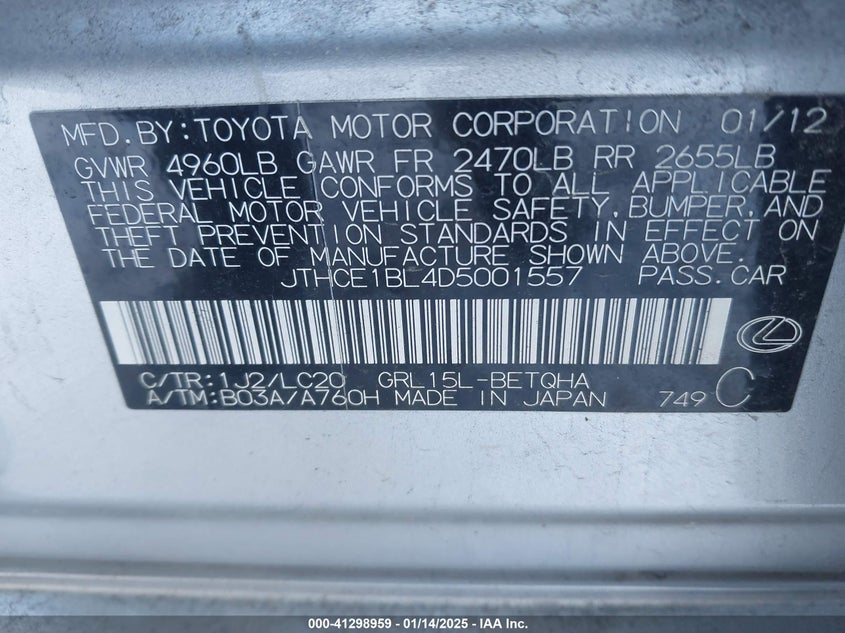 MFD.BY:TOYOTA MOTOR CORPORATION 01/12
GVWR 4960LB GAWR FR 2470LB RR 2655LB
THIS VEHICLE CONFORMS TO ALL APPLICABLE
FEDERAL MOTOR VEHICLE SAFETY,BUMPER,AND
THEFT PREVENTION STANDARDS IN EFFECT ON
THE DATE OF MANUFACTURE SHOWN ABOVE.
JTHCE1BL4D5001557 PASS.CAR
C/TR:1J2/LC20 GRL15L-BETQHA
A/TM:B03A/A760H MADE IN JAPAN 749 C
000-41298959 — 01/14/2025 — IAA Inc.